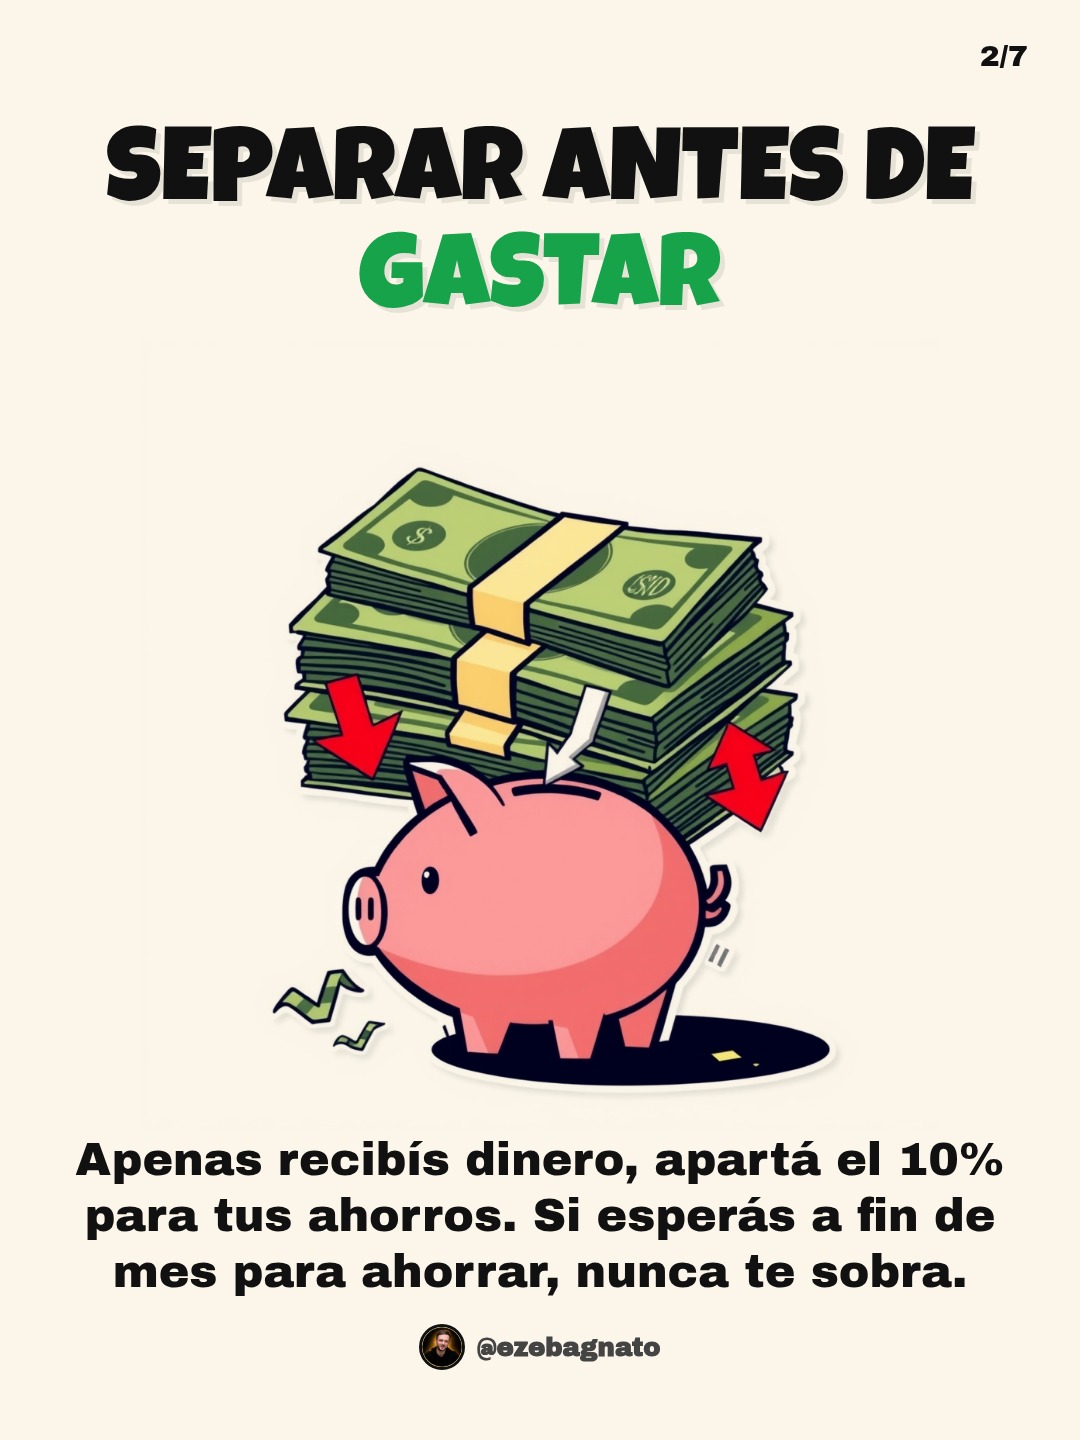 2/7
SEPARAR ANTES DE
GASTAR
$
Apenas recibís dinero, apartá el 10%
para tus ahorros. Si esperás a fin de
mes para ahorrar, nunca te sobra.
@ezebagnato